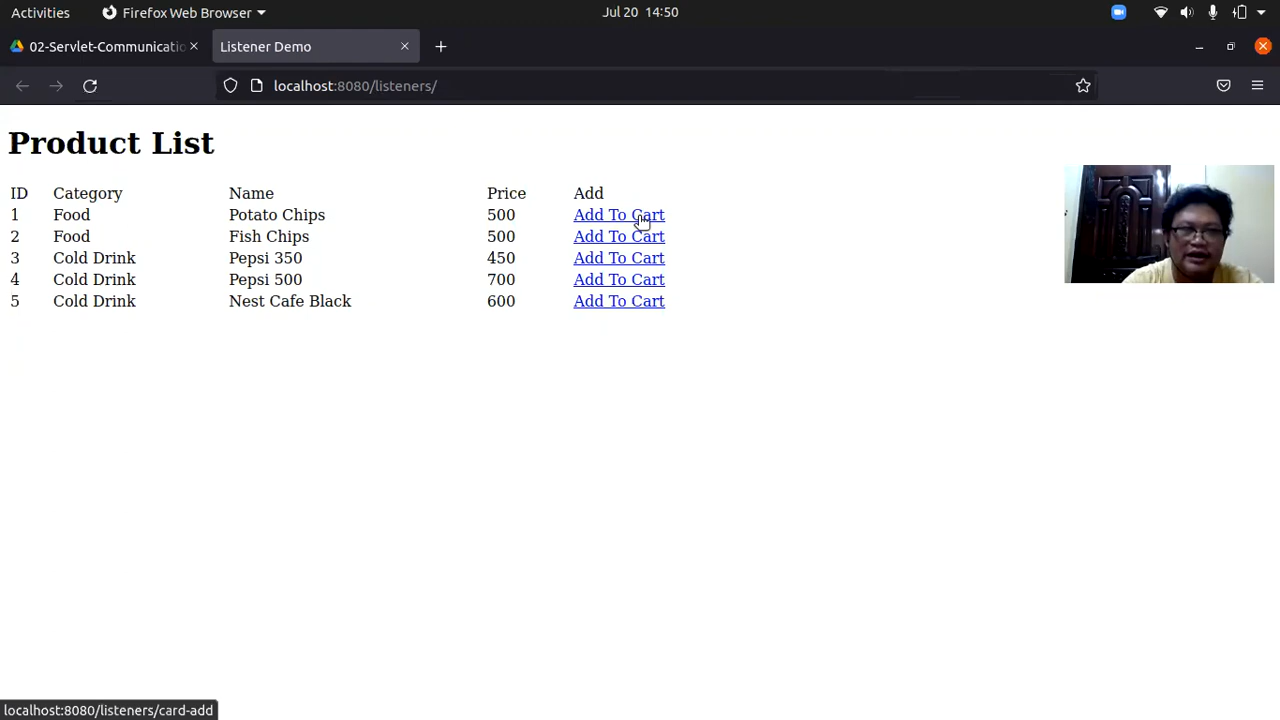 Activities Firefox Web Browser Jul 20 14:50
02-Servlet-Communicatio Listener Demo
localhost:8080/listeners/
Product List
ID Category Name Price Add
1 Food Potato Chips 500 Add To Cart
2 Food Fish Chips 500 Add To Cart
3 Cold Drink Pepsi 350 450 Add To Cart
4 Cold Drink Pepsi 500 700 Add To Cart
5 Cold Drink Nest Cafe Black 600 Add To Cart
localhost:8080/listeners/card-add